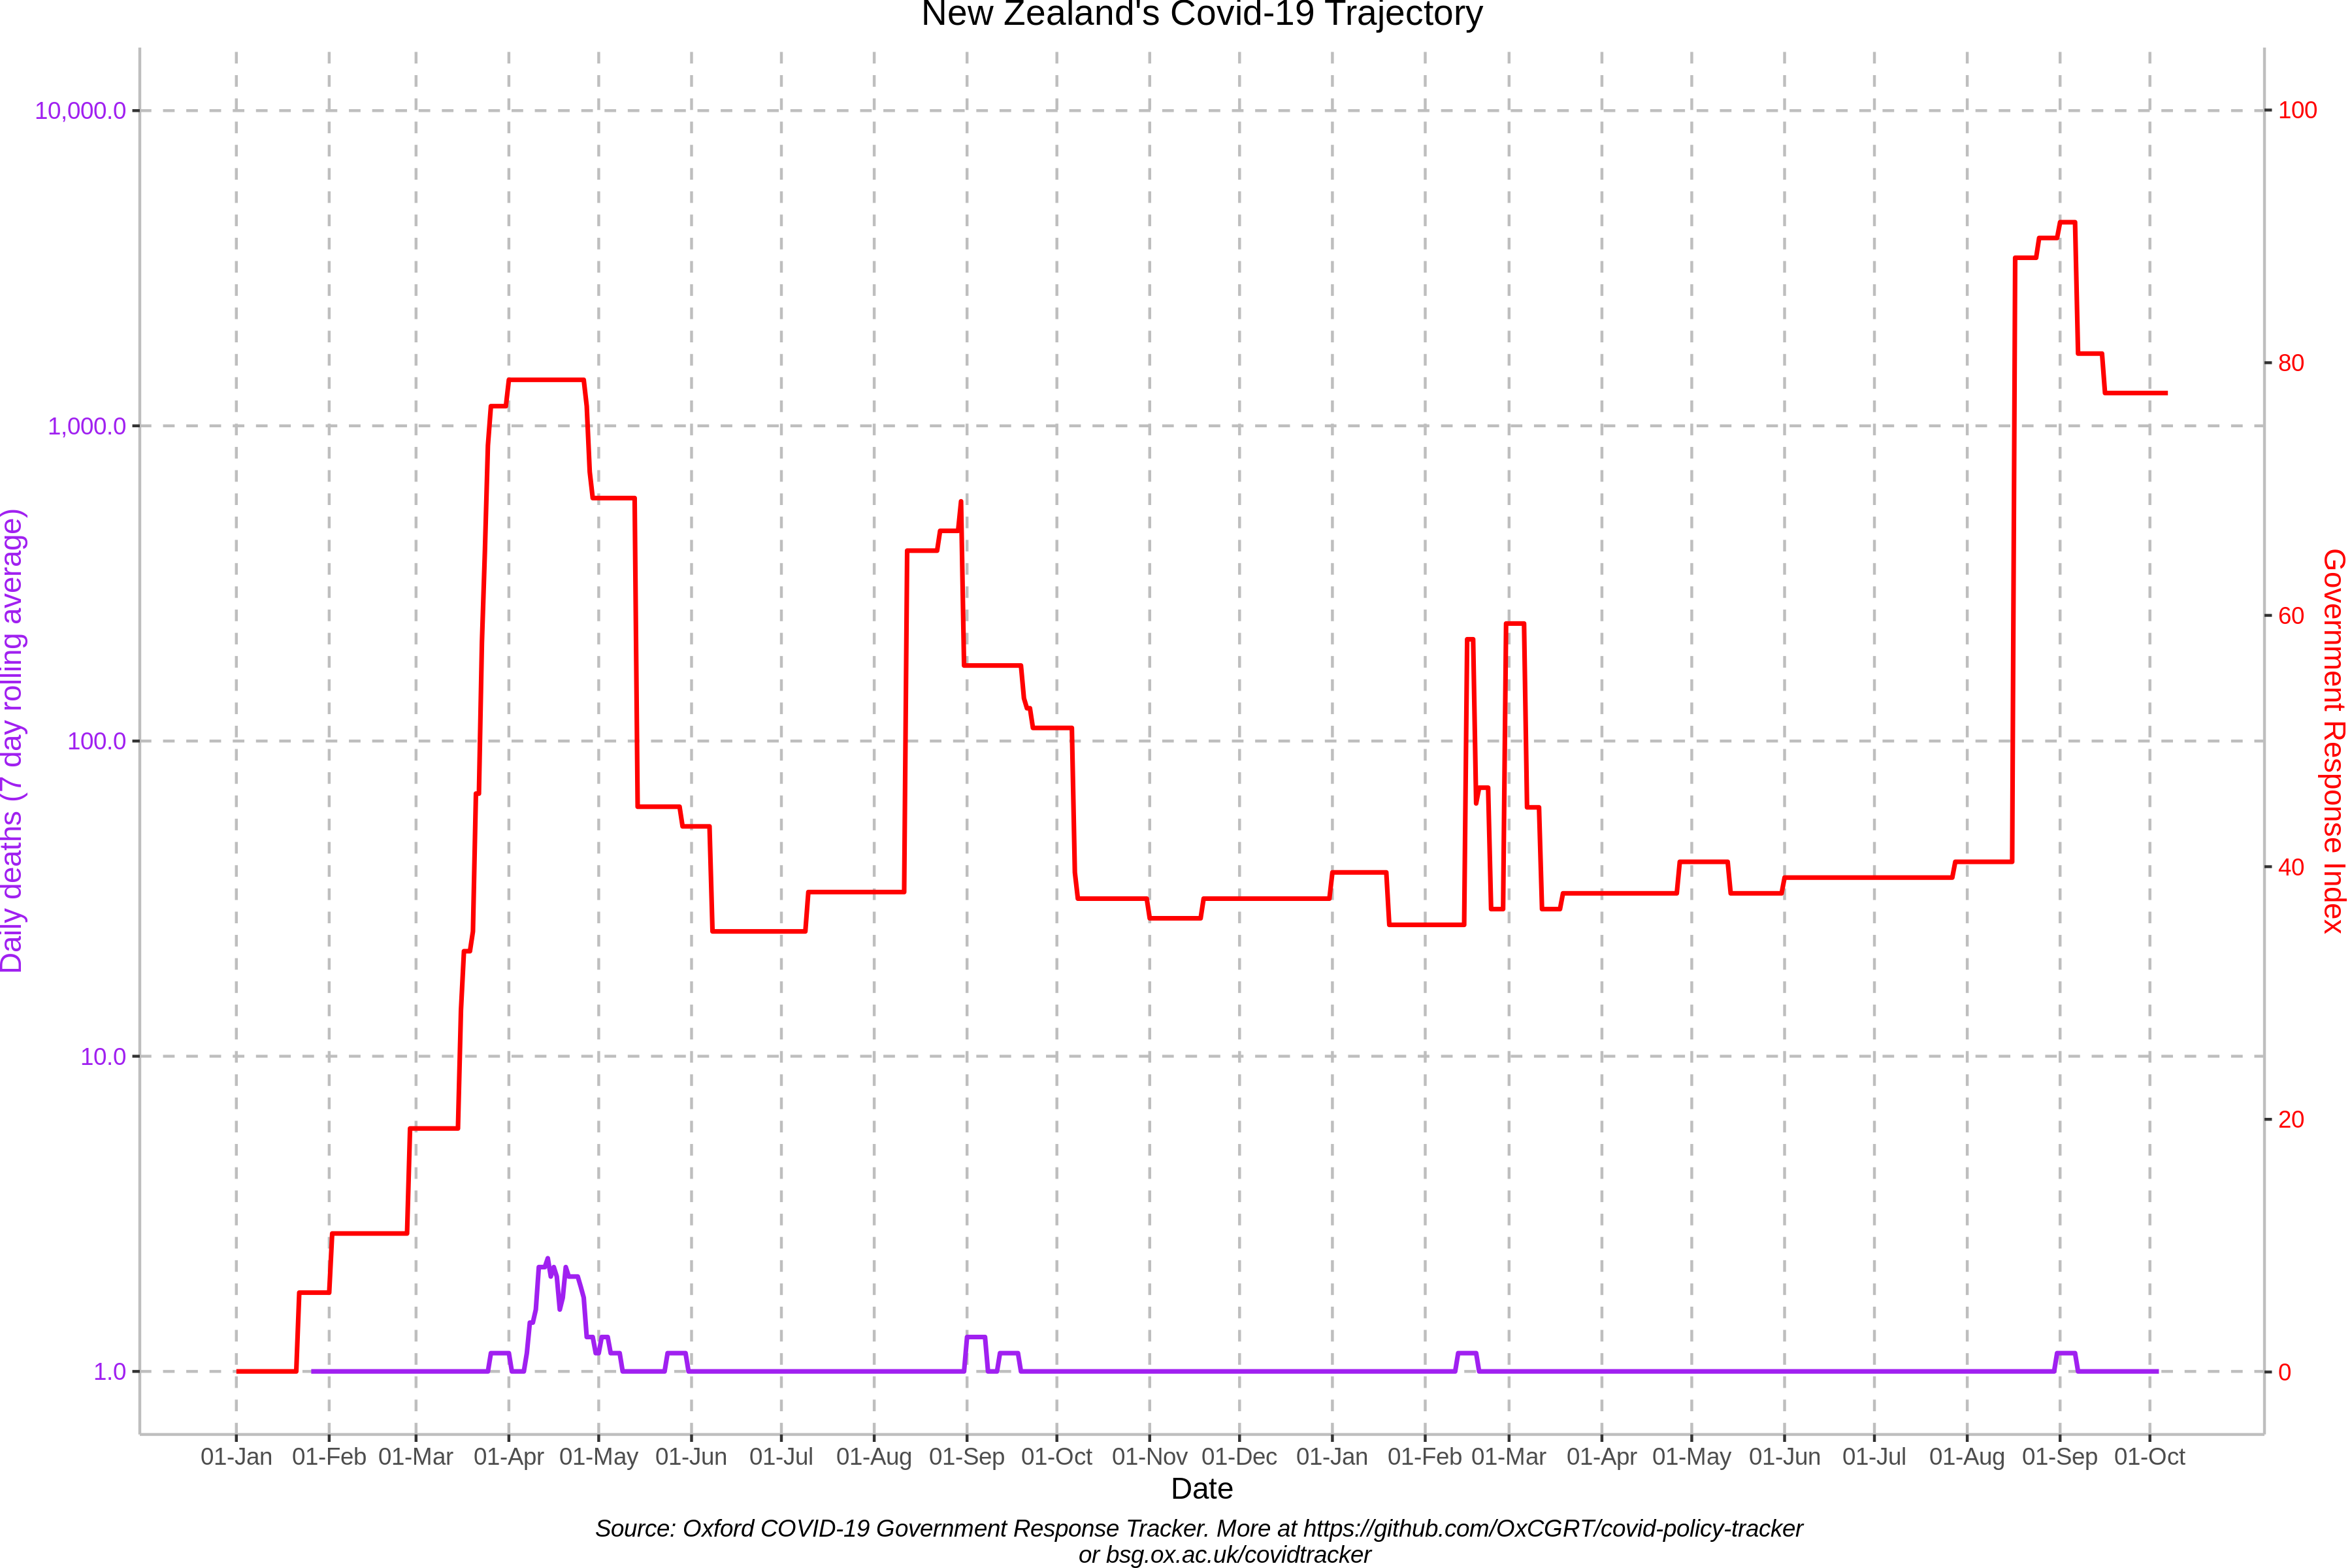 New Zealand's Covid-19 Trajectory
10,000.0
1,000.0
100.0
10.0
1.0
Daily deaths (7 day rolling average)
100
80
60
40
20
0
Government Response Index
01-Jan 01-Feb 01-Mar 01-Apr 01-May 01-Jun 01-Jul 01-Aug 01-Sep 01-Oct 01-Nov 01-Dec 01-Jan 01-Feb 01-Mar 01-Apr 01-May 01-Jun 01-Jul 01-Aug 01-Sep 01-Oct
Date
Source: Oxford COVID-19 Government Response Tracker. More at https://github.com/OxCGRT/covid-policy-tracker
or bsg.ox.ac.uk/covidtracker